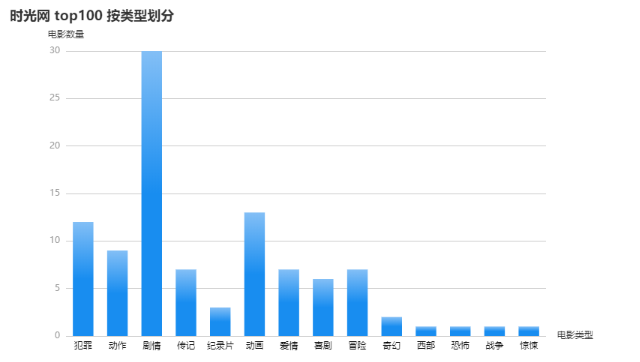 时光网 top100 按类型划分
电影数量
30
25
20
15
10
5
0
犯罪 动作 剧情 传记 纪录片 动画 爱情 喜剧 冒险 奇幻 西部 恐怖 战争 惊悚
电影类型